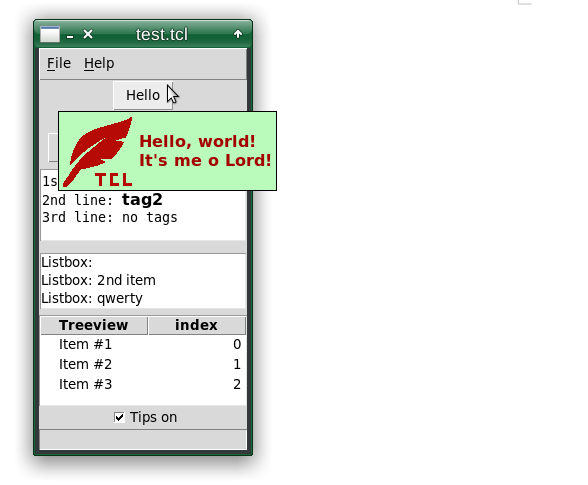 test.tcl
File Help
Hello
Hello, world!
It's me o Lord!
TCL
1s
2nd line: tag2
3rd line: no tags
Listbox:
Listbox: 2nd item
Listbox: qwerty
Treeview index
Item #1 0
Item #2 1
Item #3 2
Tips on